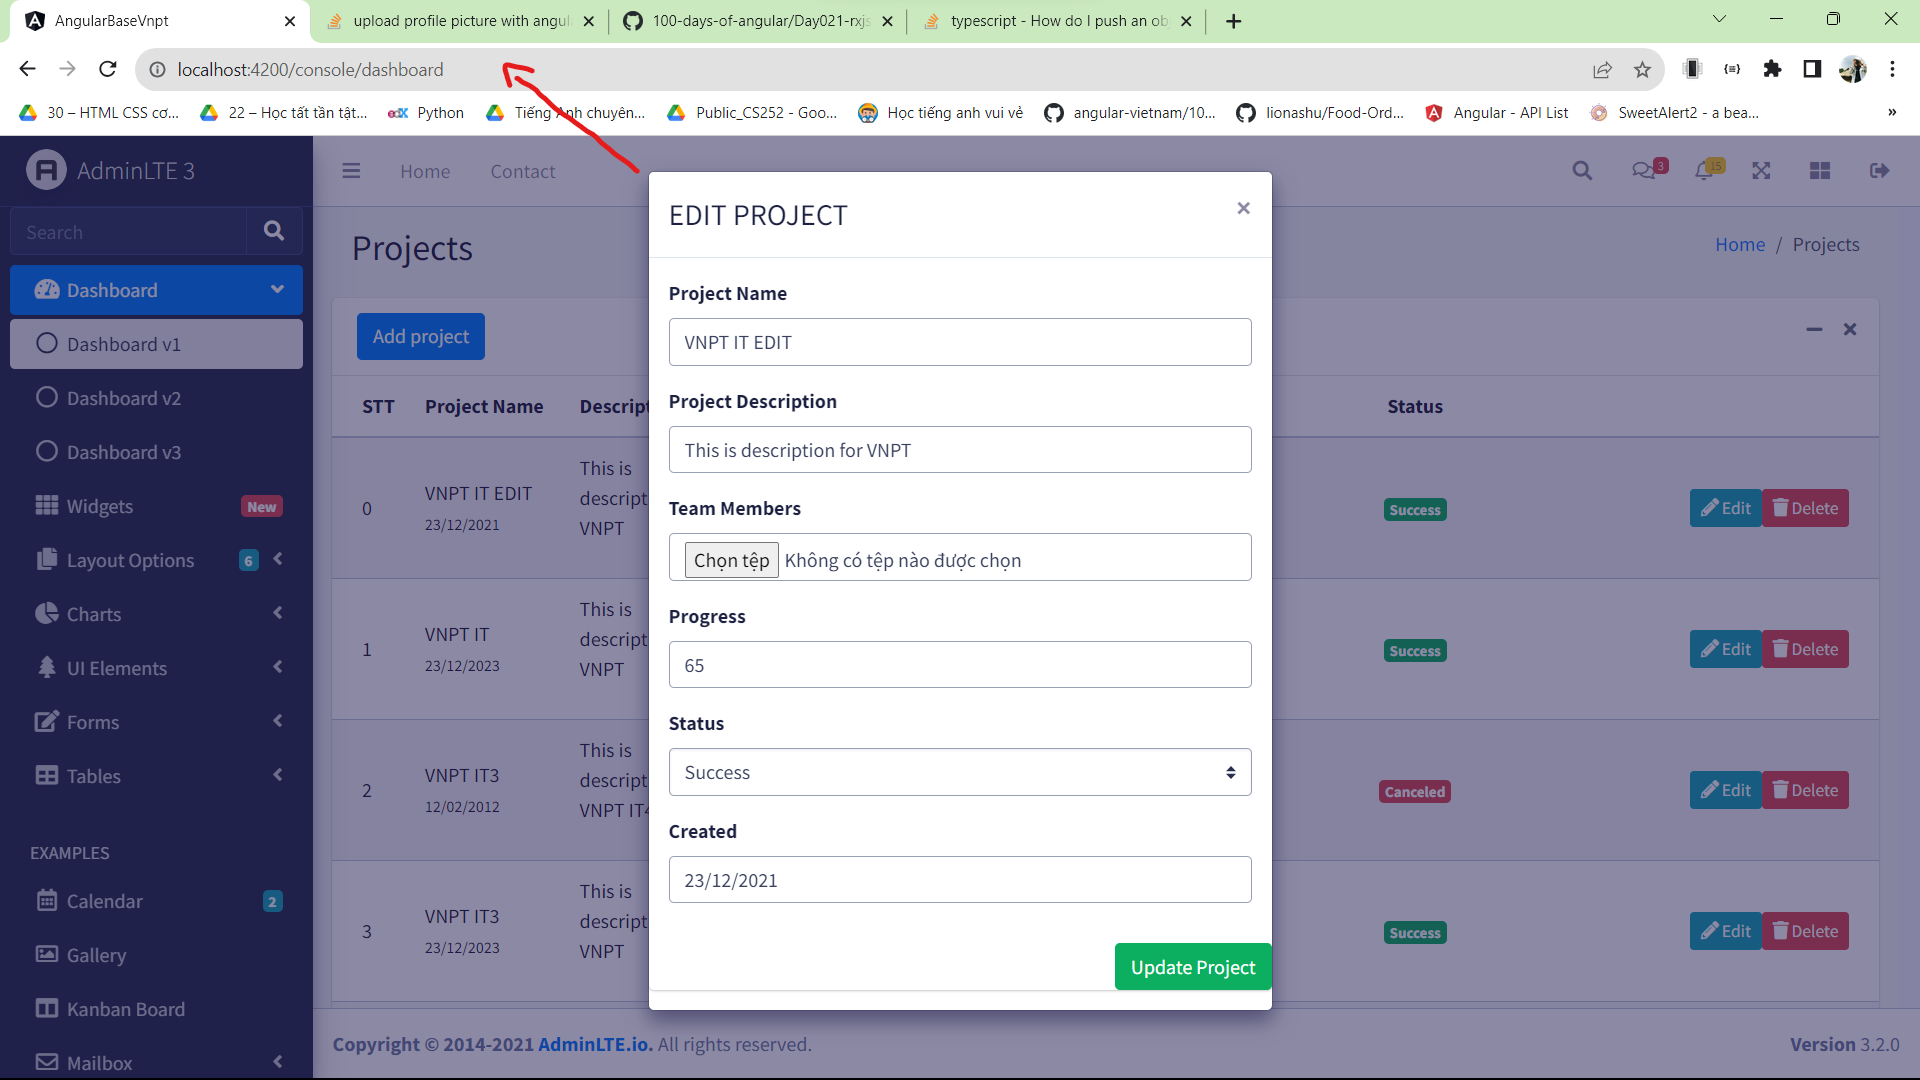 AngularBaseVnpt
upload profile picture with angul
100-days-of-angular/Day021-rxjs
typescript - How do I push an obj
localhost:4200/console/dashboard
30 – HTML CSS cơ...
22 – Học tất tần tật...
edX
Python
Tiếng Anh chuyên...
Public_CS252 - Goo...
Học tiếng anh vui vẻ
angular-vietnam/10...
lionashu/Food-Ord...
Angular - API List
SweetAlert2 - a bea...
»
AdminLTE 3
Home
Contact
3
15
Search
Dashboard
Dashboard v1
Dashboard v2
Dashboard v3
Widgets
New
Layout Options
6
Charts
UI Elements
Forms
Tables
EXAMPLES
Calendar
2
Gallery
Kanban Board
Mailbox
Projects
Home / Projects
Add project
STT
Project Name
Descript
Status
0
VNPT IT EDIT
23/12/2021
This is
descript
VNPT
Success
Edit
Delete
1
VNPT IT
23/12/2023
This is
descript
VNPT
Success
Edit
Delete
2
VNPT IT3
12/02/2012
This is
descript
VNPT IT4
Canceled
Edit
Delete
3
VNPT IT3
23/12/2023
This is
descript
VNPT
Success
Edit
Delete
EDIT PROJECT
×
Project Name
VNPT IT EDIT
Project Description
This is description for VNPT
Team Members
Chọn tệp Không có tệp nào được chọn
Progress
65
Status
Success
Created
23/12/2021
Update Project
Copyright © 2014-2021 AdminLTE.io. All rights reserved.
Version 3.2.0